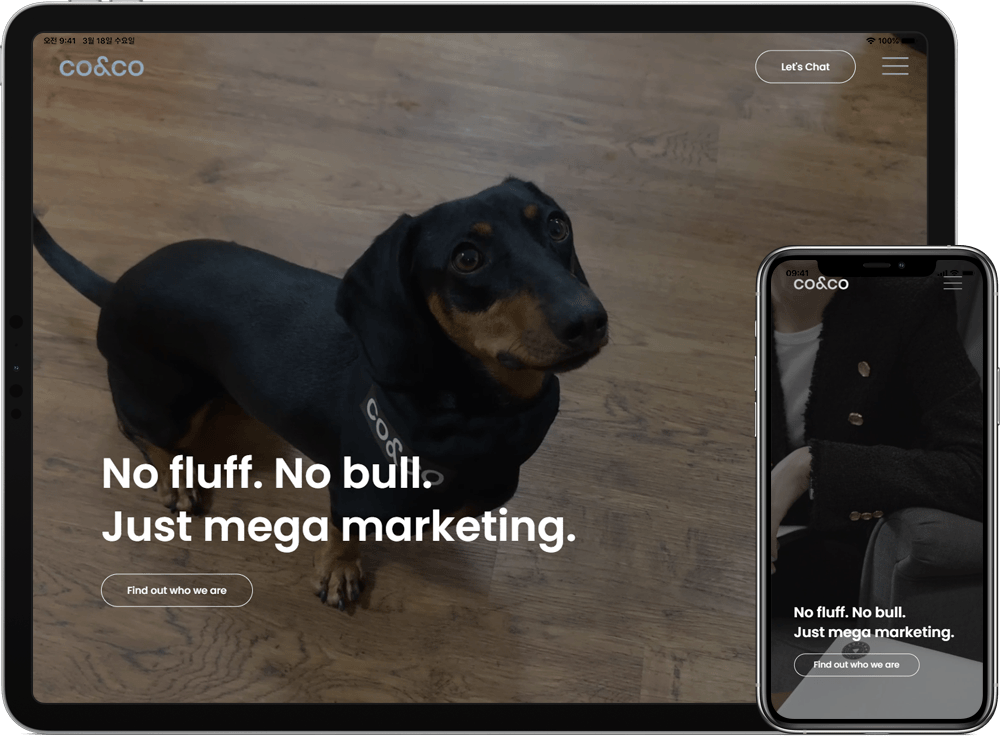 오전 9:41 3월 18일 수요일
100%
co&co
Let's Chat
co&co
No fluff. No bull.
Just mega marketing.
Find out who we are
09:41
co&co
No fluff. No bull.
Just mega marketing.
Find out who we are